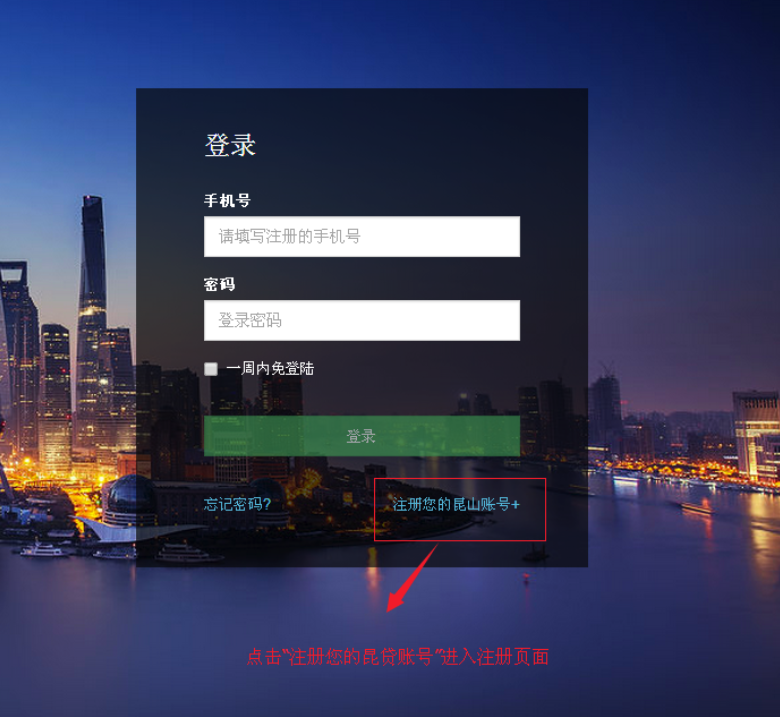 登录
手机号
请填写注册的手机号
密码
登录密码
一周内免登陆
登录
忘记密码?
注册您的昆山账号+
点击“注册您的昆贷账号”进入注册页面